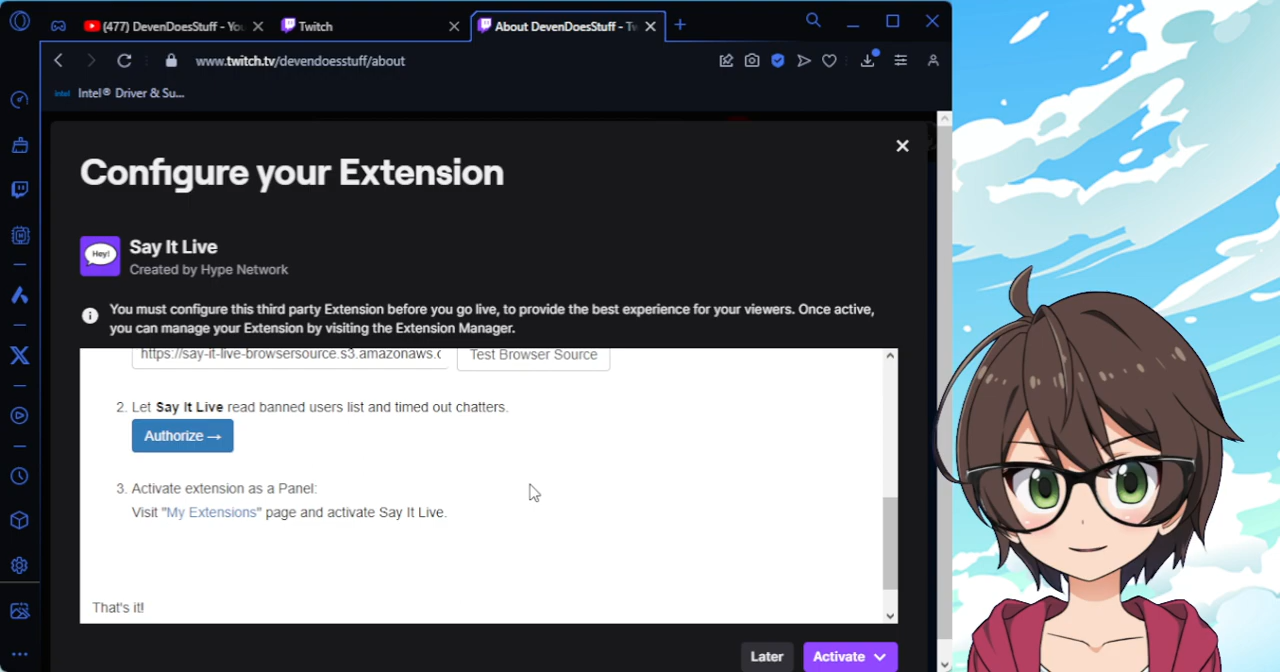 (477) DevenDoesStuff - You
Twitch
About DevenDoesStuff - Tw
www.twitch.tv/devendoesstuff/about
intel
Intel® Driver & Su...
Configure your Extension
Hey!
Say It Live
Created by Hype Network
You must configure this third party Extension before you go live, to provide the best experience for your viewers. Once active,
you can manage your Extension by visiting the Extension Manager.
https://say-it-live-browsersource.s3.amazonaws.c
Test Browser Source
2. Let Say It Live read banned users list and timed out chatters.
Authorize →
3. Activate extension as a Panel:
Visit "My Extensions" page and activate Say It Live.
That's it!
Later
Activate